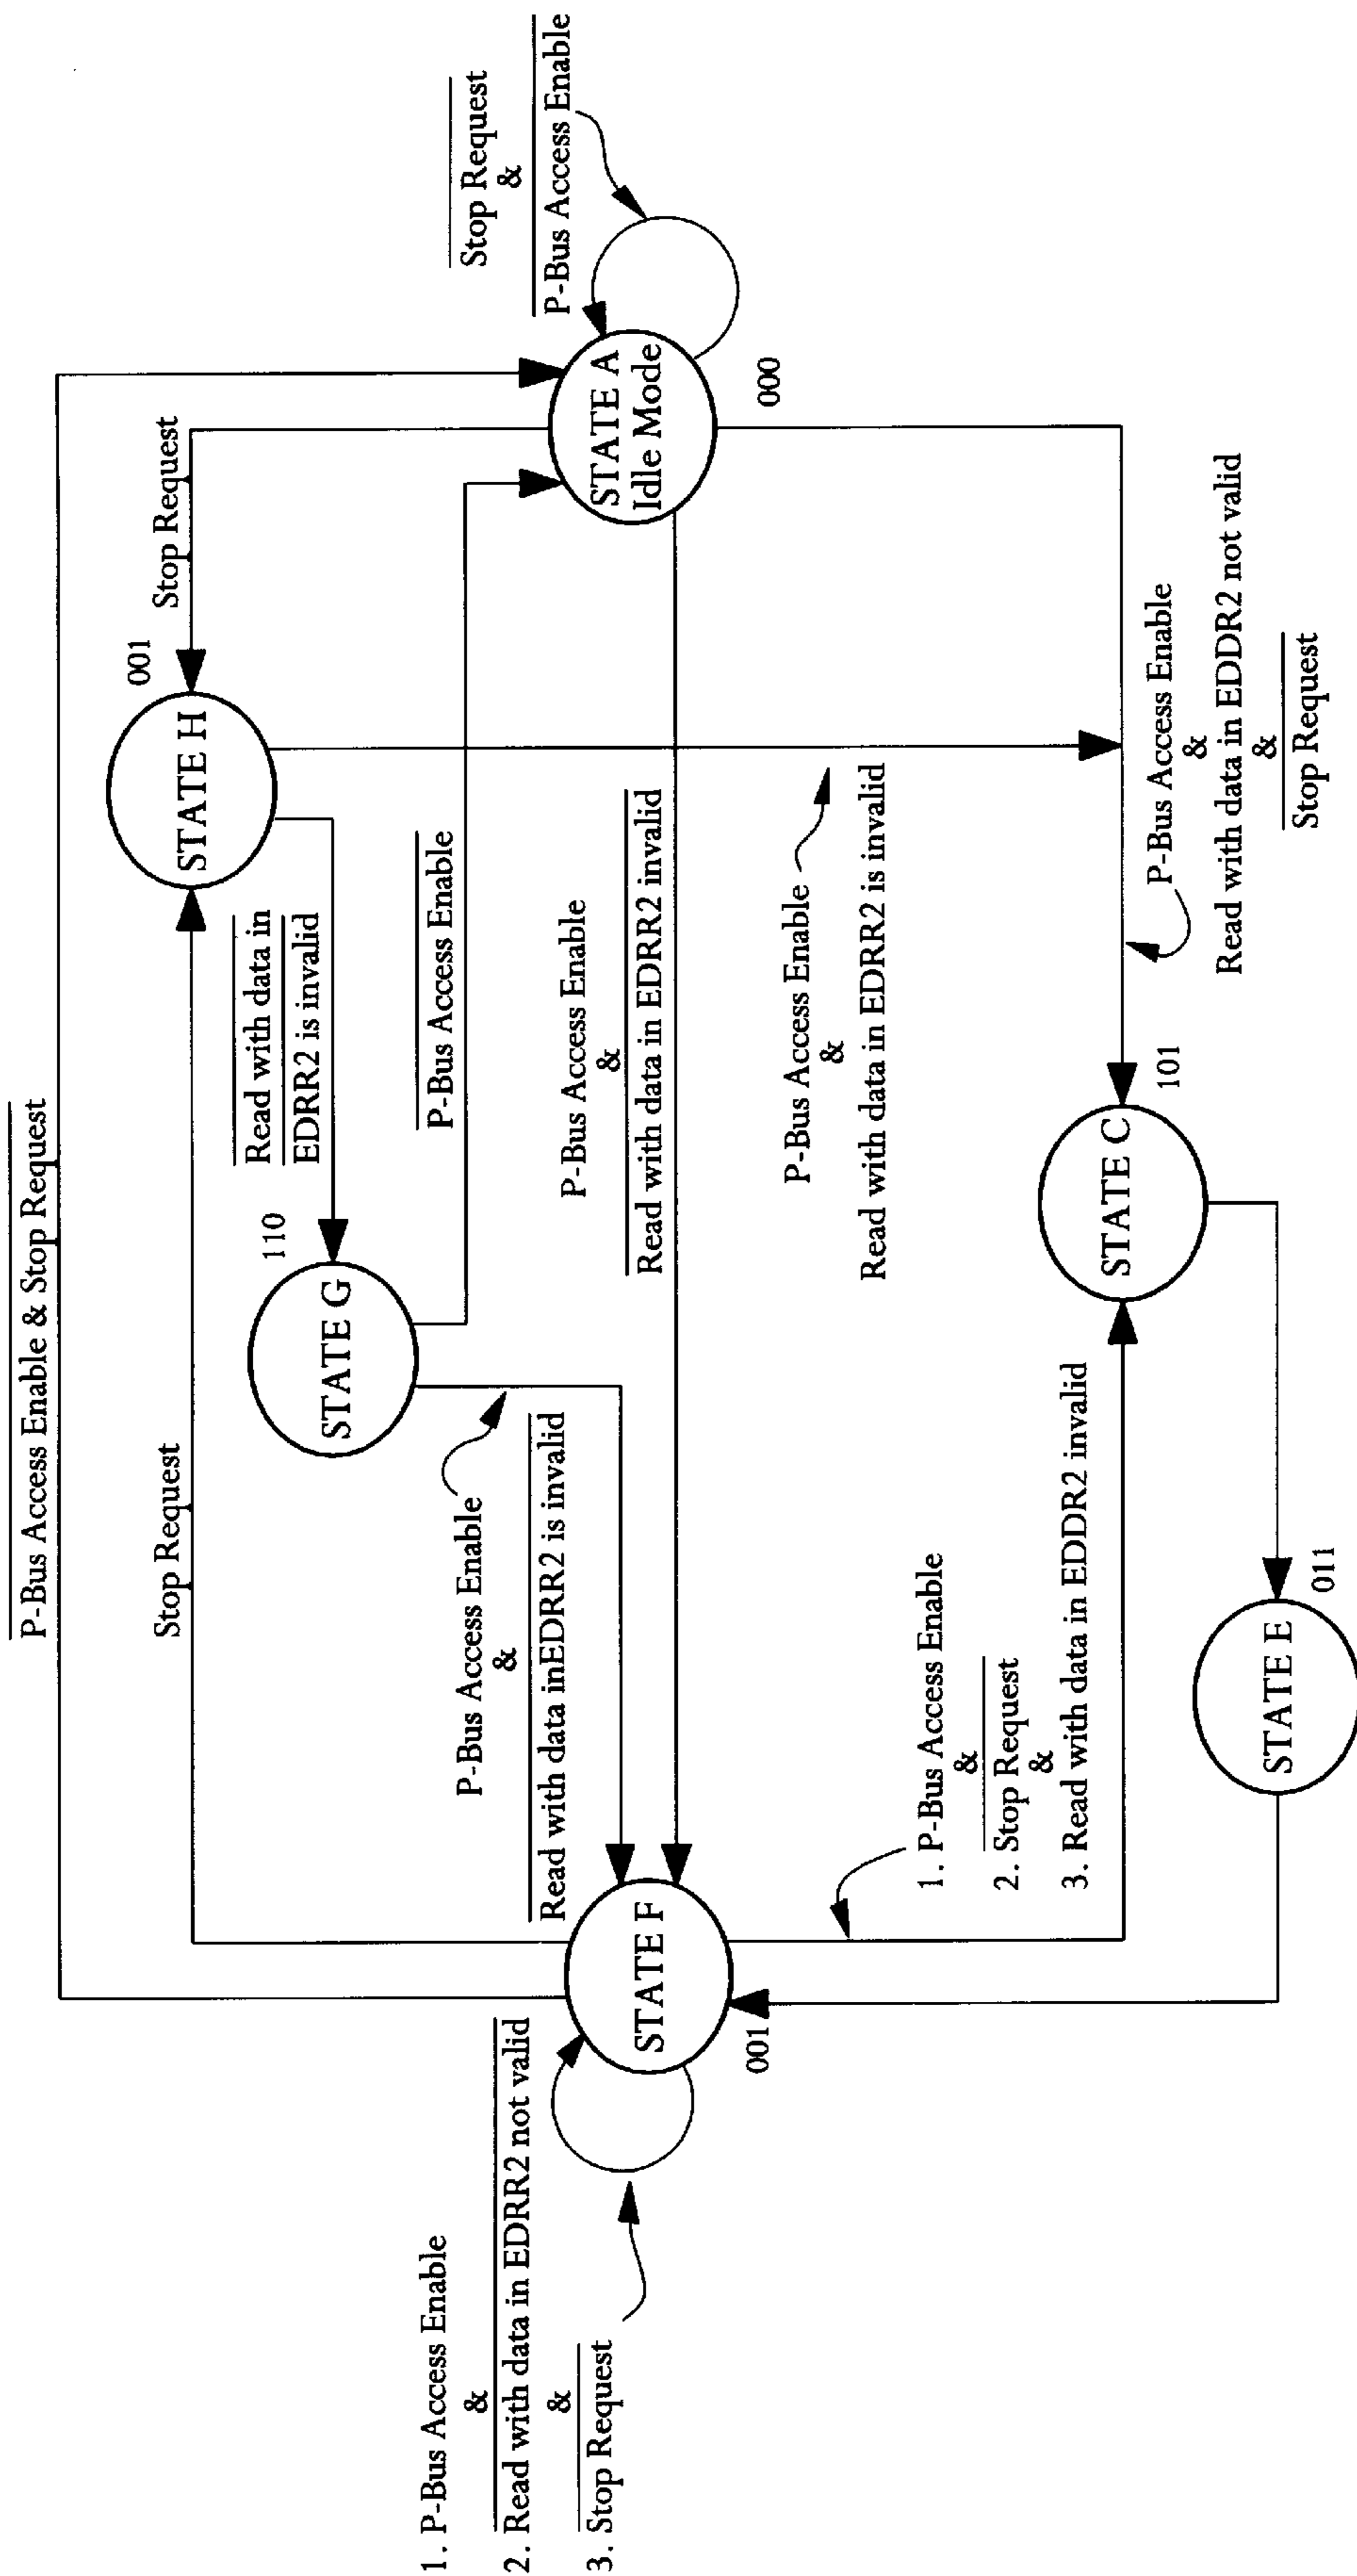 P-Bus Access Enable & Stop Request
Stop Request
Stop Request
STATE H
001
Read with data in
EDRR2 is invalid
110
STATE G
P-Bus Access Enable
Stop Request
&
P-Bus Access Enable
STATE A
Idle Mode
000
P-Bus Access Enable
&
Read with data inEDRR2 is invalid
P-Bus Access Enable
&
Read with data in EDRR2 invalid
1. P-Bus Access Enable
&
2. Read with data in EDRR2 not valid
&
3. Stop Request
STATE F
001
P-Bus Access Enable
&
Read with data in EDRR2 is invalid
1. P-Bus Access Enable
&
2. Stop Request
&
3. Read with data in EDDR2 invalid
STATE C
101
P-Bus Access Enable
&
Read with data in EDDR2 not valid
&
Stop Request
STATE E
011